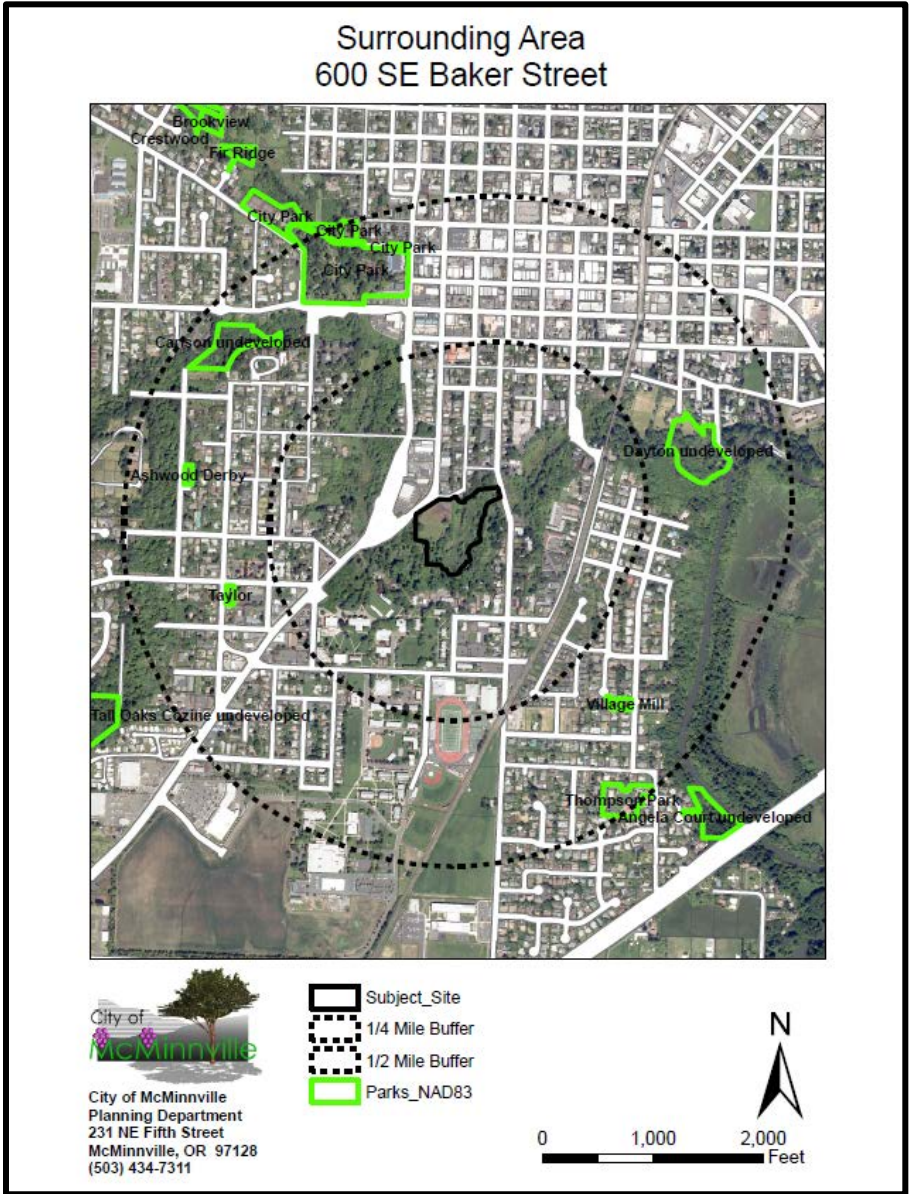 Surrounding Area
600 SE Baker Street
Brookview
Crestwood
Fir Ridge
City Park
City Park
City Park
City Park
Carlson undeveloped
Dayton undeveloped
Ashwood Derby
Taylor
Village Mill
Tall Oaks Cozine undeveloped
Thompson Park
Angela Court undeveloped
City of
McMinnville
City of McMinnville
Planning Department
231 NE Fifth Street
McMinnville, OR 97128
(503) 434-7311
Subject_Site
1/4 Mile Buffer
1/2 Mile Buffer
Parks_NAD83
N
0 1,000 2,000
Feet